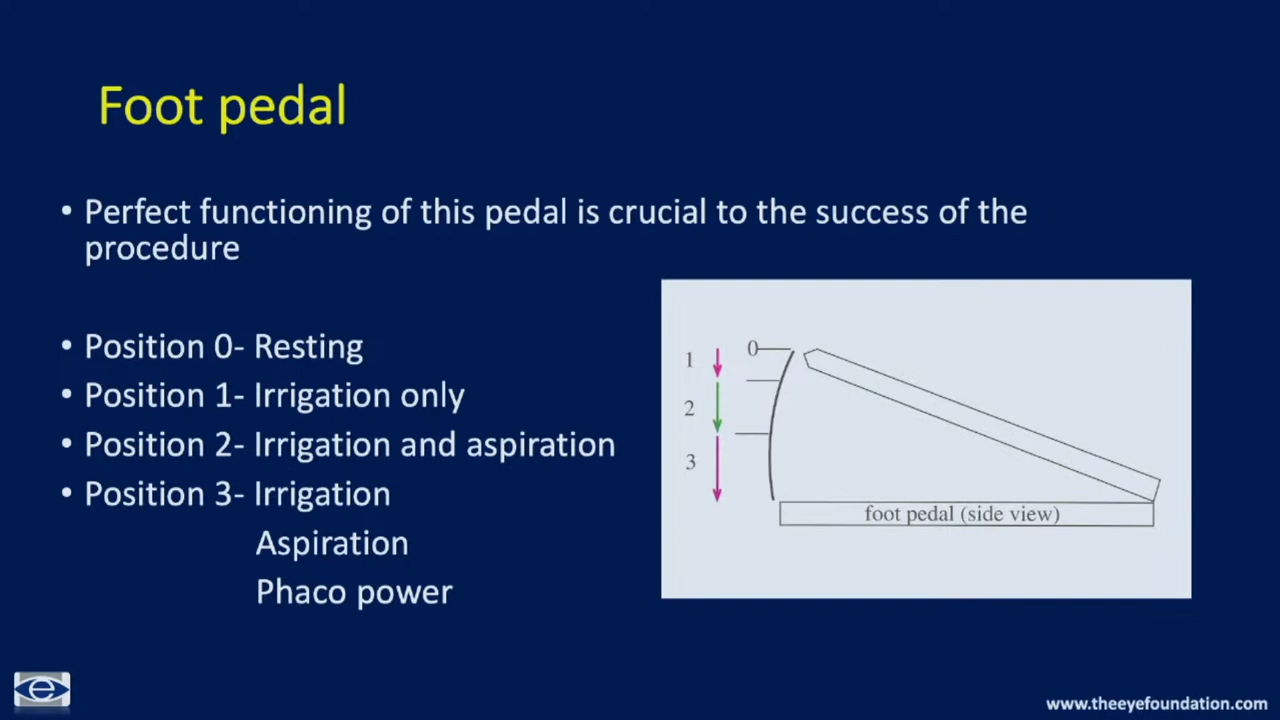 Foot pedal
• Perfect functioning of this pedal is crucial to the success of the
procedure
• Position 0- Resting
• Position 1- Irrigation only
• Position 2- Irrigation and aspiration
• Position 3- Irrigation
Aspiration
Phaco power
0
1
2
3
foot pedal (side view)
e
www.theeyefoundation.com